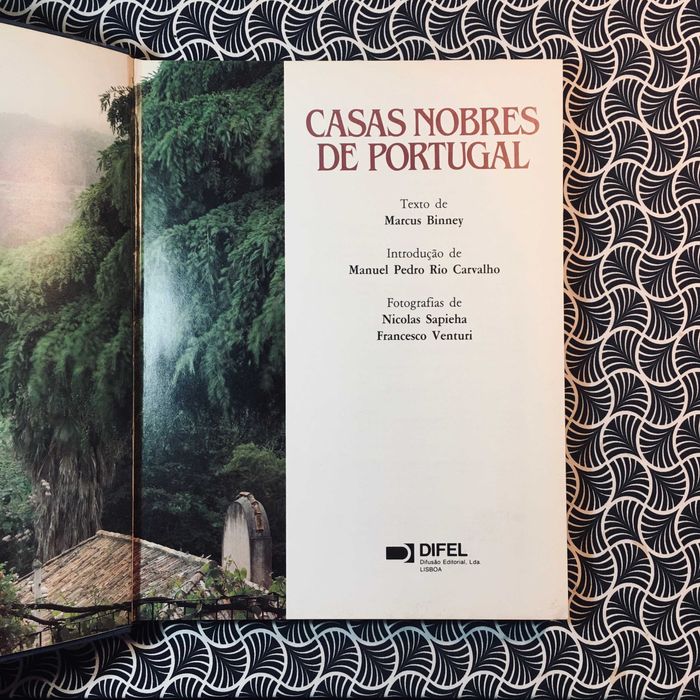 CASAS NOBRES
DE PORTUGAL
Texto de
Marcus Binney
Introdução de
Manuel Pedro Rio Carvalho
Fotografias de
Nicolas Sapieha
Francesco Venturi
DIFEL
Difusão Editorial, Lda.
LISBOA